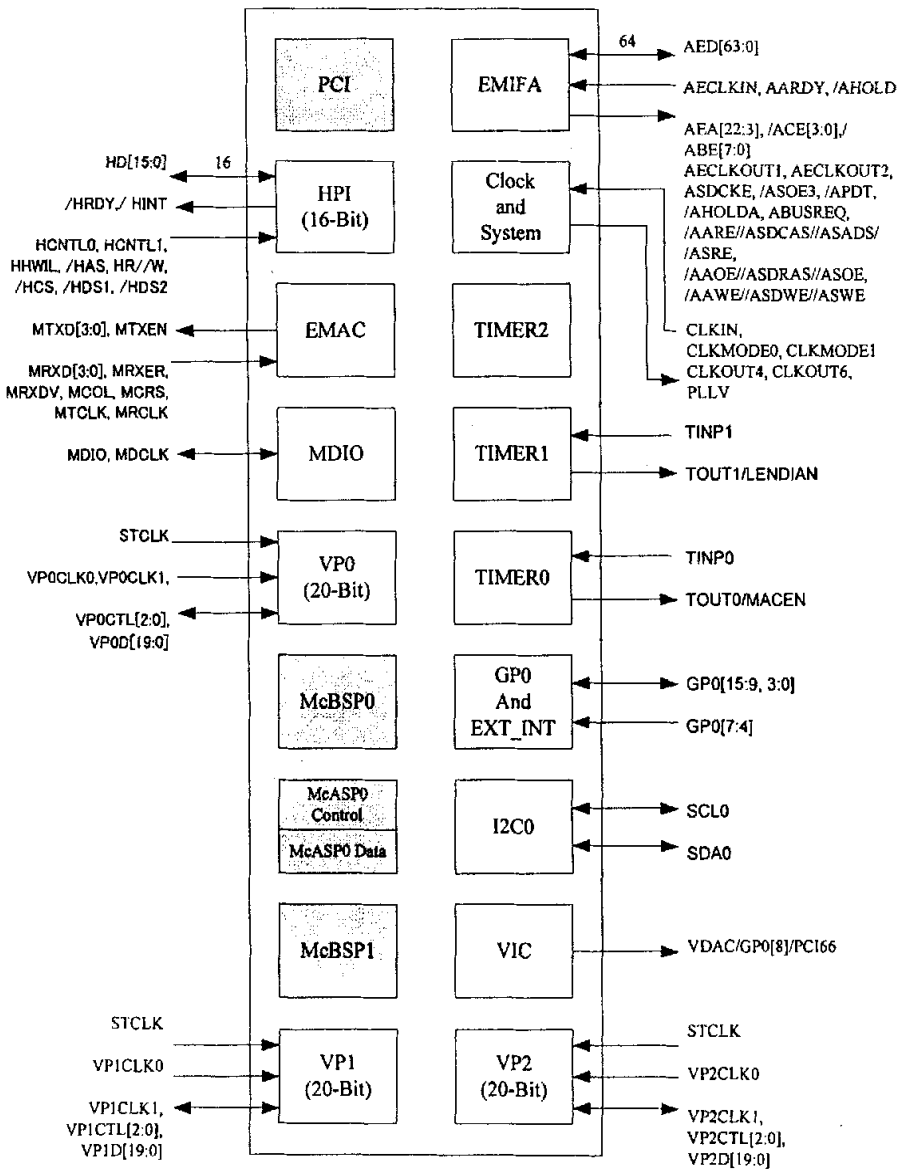 PCI
EMIFA
64
AED[63:0]
AECLKIN, AARDY, /AHOLD
AEA[22:3], /ACE[3:0],/
ABE[7:0]
AECLKOUT1, AECLKOUT2,
ASDCKE, /ASOE3, /APDT,
/AHOLDA, ABUSREQ,
/AARE//ASDCAS//ASADS/
/ASRE,
/AAOE//ASDRAS//ASOE,
/AAWE//ASDWE//ASWE
HD[15:0]
16
/HRDY,/ HINT
HCNTL0, HCNTL1,
HHWIL, /HAS, HR//W,
/HCS, /HDS1, /HDS2
HPI
(16-Bit)
Clock
and
System
CLKIN,
CLKMODE0, CLKMODE1
CLKOUT4, CLKOUT6,
PLLV
MTXD[3:0], MTXEN
MRXD[3:0], MRXER,
MRXDV, MCOL, MCRS,
MTCLK, MRCLK
EMAC
TIMER2
MDIO, MDCLK
MDIO
TIMER1
TINP1
TOUT1/LENDIAN
STCLK
VP0CLK0,VP0CLK1,
VP0CTL[2:0],
VP0D[19:0]
VP0
(20-Bit)
TIMER0
TINP0
TOUT0/MACEN
McBSP0
GP0
And
EXT_INT
GP0[15:9, 3:0]
GP0[7:4]
McASP0
Control
McASP0 Data
I2C0
SCL0
SDA0
McBSP1
VIC
VDAC/GP0[8]/PCI66
STCLK
VP1CLK0
VP1CLK1,
VP1CTL[2:0],
VP1D[19:0]
VP1
(20-Bit)
VP2
(20-Bit)
STCLK
VP2CLK0
VP2CLK1,
VP2CTL[2:0],
VP2D[19:0]